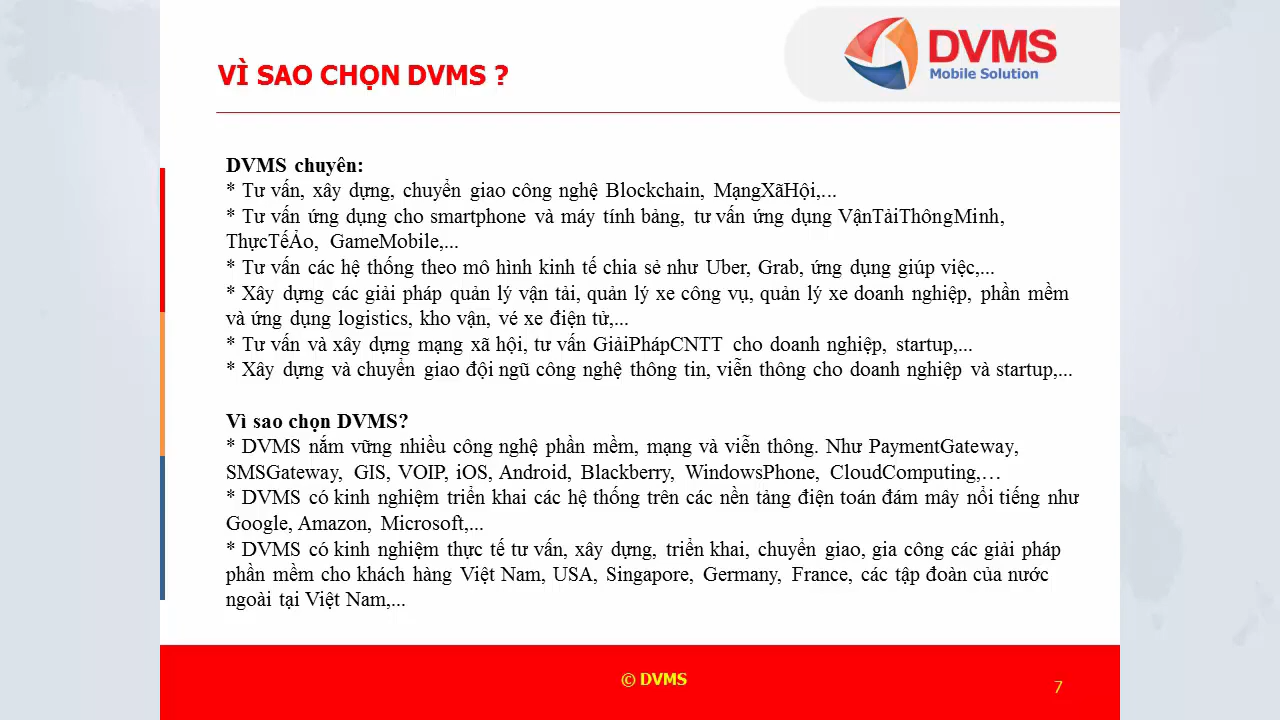 DVMS
Mobile Solution
VÌ SAO CHỌN DVMS ?
DVMS chuyên:
* Tư vấn, xây dựng, chuyển giao công nghệ Blockchain, MạngXãHội,...
* Tư vấn ứng dụng cho smartphone và máy tính bảng, tư vấn ứng dụng VậnTảiThôngMinh,
ThựcTếẢo, GameMobile,...
* Tư vấn các hệ thống theo mô hình kinh tế chia sẻ như Uber, Grab, ứng dụng giúp việc,...
* Xây dựng các giải pháp quản lý vận tải, quản lý xe công vụ, quản lý xe doanh nghiệp, phần mềm
và ứng dụng logistics, kho vận, vé xe điện tử,...
* Tư vấn và xây dựng mạng xã hội, tư vấn GiảiPhápCNTT cho doanh nghiệp, startup,...
* Xây dựng và chuyển giao đội ngũ công nghệ thông tin, viễn thông cho doanh nghiệp và startup,...
Vì sao chọn DVMS?
* DVMS nắm vững nhiều công nghệ phần mềm, mạng và viễn thông. Như PaymentGateway,
SMSGateway, GIS, VOIP, iOS, Android, Blackberry, WindowsPhone, CloudComputing,…
* DVMS có kinh nghiệm triển khai các hệ thống trên các nền tảng điện toán đám mây nổi tiếng như
Google, Amazon, Microsoft,...
* DVMS có kinh nghiệm thực tế tư vấn, xây dựng, triển khai, chuyển giao, gia công các giải pháp
phần mềm cho khách hàng Việt Nam, USA, Singapore, Germany, France, các tập đoàn của nước
ngoài tại Việt Nam,...
© DVMS
7